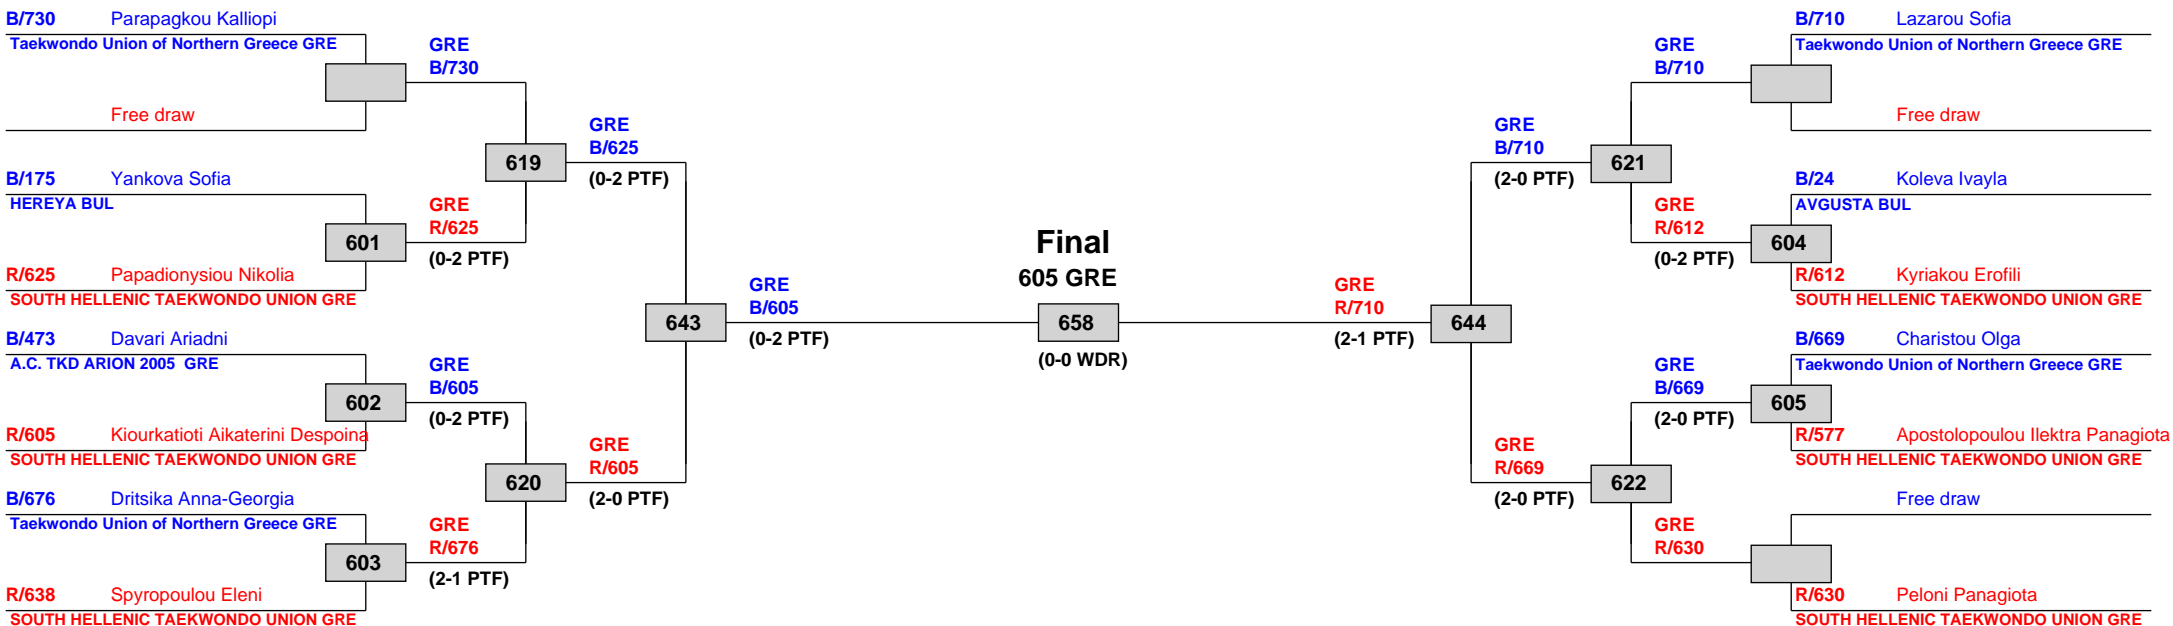 B/730 Parapagkou Kalliopi
Taekwondo Union of Northern Greece GRE
Free draw
B/175 Yankova Sofia
HEREYA BUL
601
R/625 Papadionysiou Nikolia
SOUTH HELLENIC TAEKWONDO UNION GRE
B/473 Davari Ariadni
A.C. TKD ARION 2005 GRE
602
R/605 Kiourkatioti Aikaterini Despoina
SOUTH HELLENIC TAEKWONDO UNION GRE
B/676 Dritsika Anna-Georgia
Taekwondo Union of Northern Greece GRE
603
R/638 Spyropoulou Eleni
SOUTH HELLENIC TAEKWONDO UNION GRE
GRE
B/730
619
GRE
R/625
(0-2 PTF)
GRE
B/605
(0-2 PTF)
620
GRE
R/676
(2-1 PTF)
GRE
B/625
(0-2 PTF)
643
GRE
R/605
(2-0 PTF)
GRE
B/605
(0-2 PTF)
Final
605 GRE
658
(0-0 WDR)
GRE
R/710
(2-1 PTF)
644
GRE
B/710
(2-0 PTF)
GRE
R/669
(2-0 PTF)
GRE
B/710
621
GRE
R/612
(0-2 PTF)
GRE
B/669
(2-0 PTF)
622
GRE
R/630
B/710 Lazarou Sofia
Taekwondo Union of Northern Greece GRE
Free draw
B/24 Koleva Ivayla
AVGUSTA BUL
604
R/612 Kyriakou Erofili
SOUTH HELLENIC TAEKWONDO UNION GRE
B/669 Charistou Olga
Taekwondo Union of Northern Greece GRE
605
R/577 Apostolopoulou Ilektra Panagiota
SOUTH HELLENIC TAEKWONDO UNION GRE
Free draw
R/630 Peloni Panagiota
SOUTH HELLENIC TAEKWONDO UNION GRE